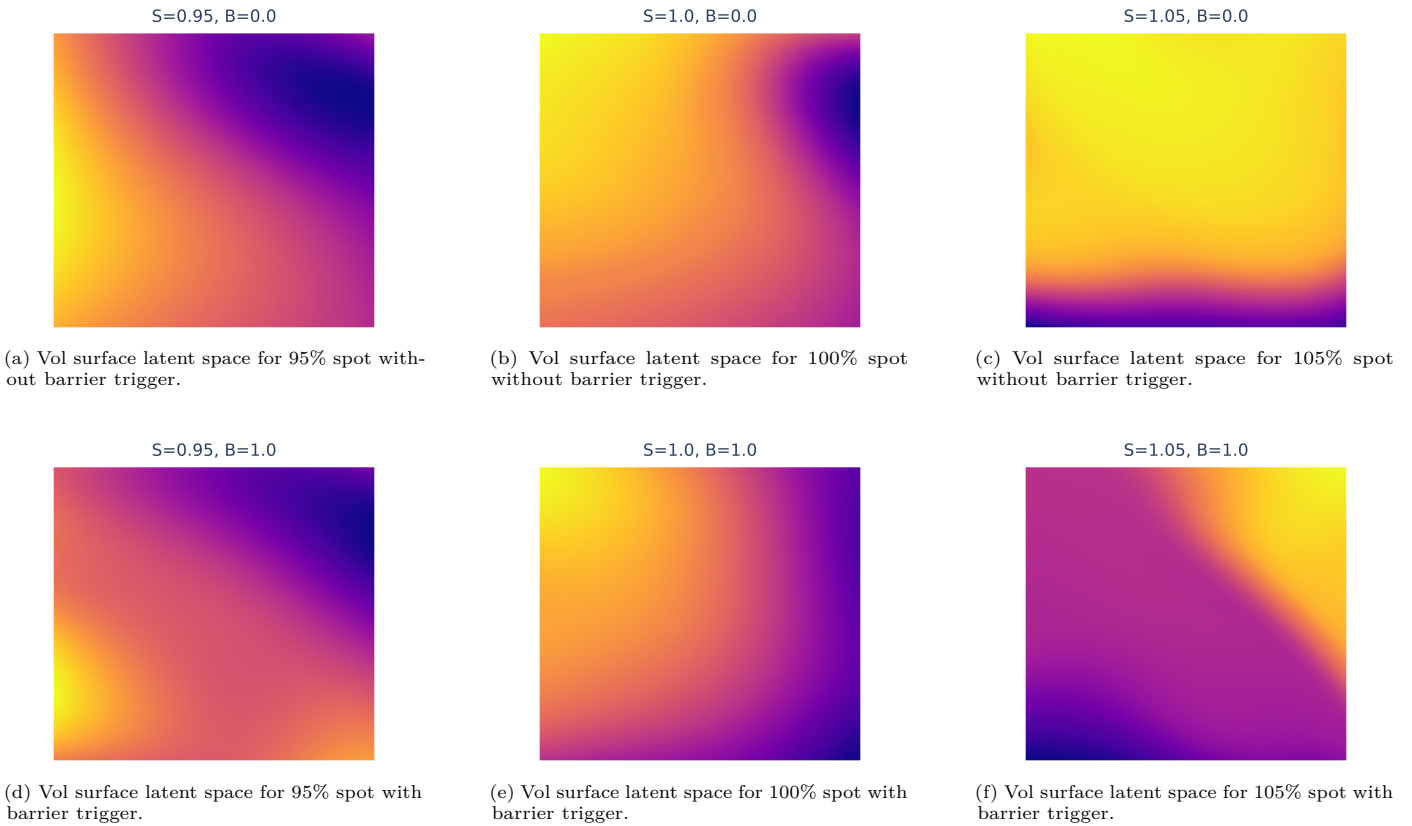 S=0.95, B=0.0
S=1.0, B=0.0
S=1.05, B=0.0
(a) Vol surface latent space for 95% spot with-
out barrier trigger.
(b) Vol surface latent space for 100% spot
without barrier trigger.
(c) Vol surface latent space for 105% spot
without barrier trigger.
S=0.95, B=1.0
S=1.0, B=1.0
S=1.05, B=1.0
(d) Vol surface latent space for 95% spot with
barrier trigger.
(e) Vol surface latent space for 100% spot with
barrier trigger.
(f) Vol surface latent space for 105% spot with
barrier trigger.